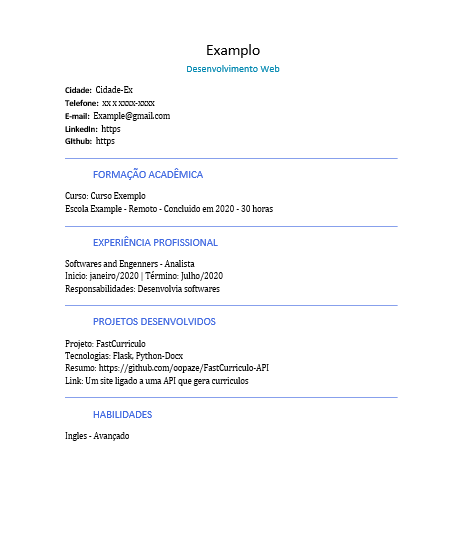 Examplo
Desenvolvimento Web
Cidade: Cidade-Ex
Telefone: xx x xxxx-xxxx
E-mail: Example@gmail.com
LinkedIn: https
GIthub: https
FORMAÇÃO ACADÊMICA
Curso: Curso Exemplo
Escola Example - Remoto - Concluido em 2020 - 30 horas
EXPERIÊNCIA PROFISSIONAL
Softwares and Engenners - Analista
Inicio: janeiro/2020 | Término: Julho/2020
Responsabilidades: Desenvolvia softwares
PROJETOS DESENVOLVIDOS
Projeto: FastCurriculo
Tecnologias: Flask, Python-Docx
Resumo: https://github.com/oopaze/FastCurriculo-API
Link: Um site ligado a uma API que gera curriculos
HABILIDADES
Ingles - Avançado